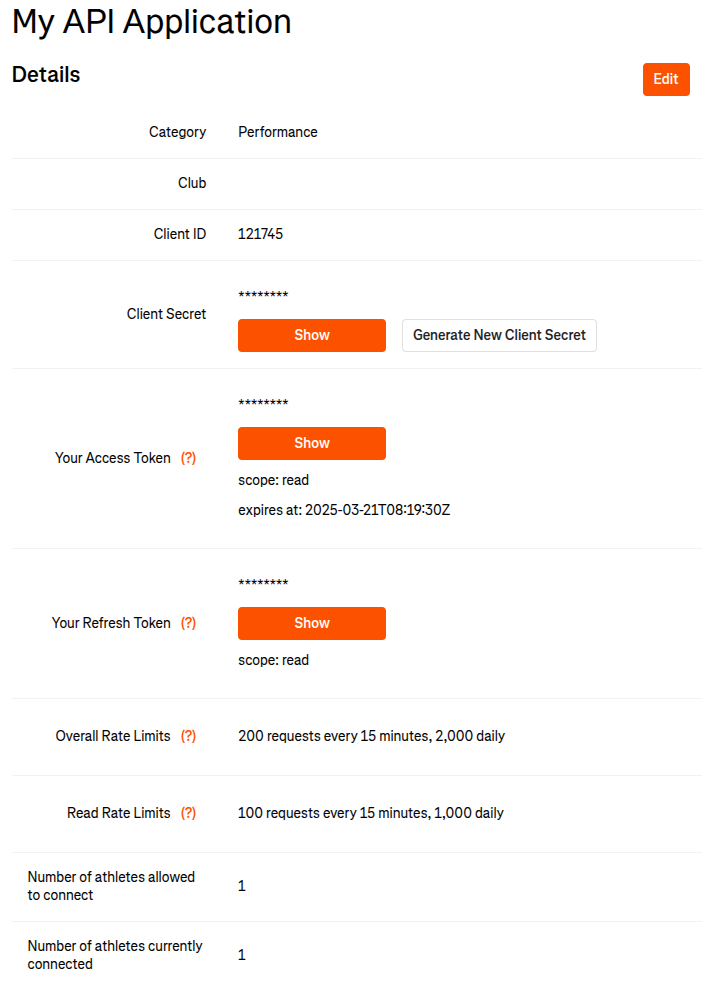 My API Application
Details
Edit
Category Performance
Club
Client ID 121745
********
Client Secret
Show Generate New Client Secret
********
Show
Your Access Token (?)
scope: read
expires at: 2025-03-21T08:19:30Z
********
Your Refresh Token (?) Show
scope: read
Overall Rate Limits (?) 200 requests every 15 minutes, 2,000 daily
Read Rate Limits (?) 100 requests every 15 minutes, 1,000 daily
Number of athletes allowed
to connect
1
Number of athletes currently
connected
1